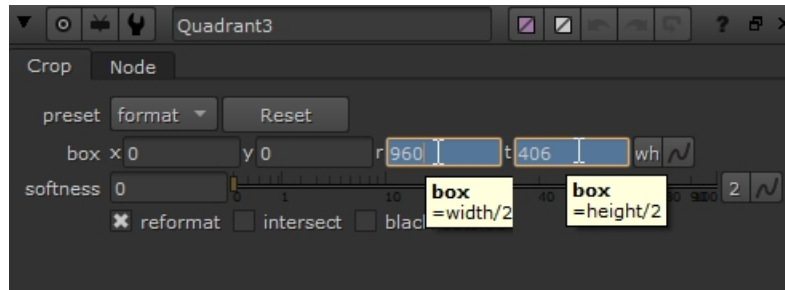 Quadrant3 ?
Crop Node
preset format Reset
box x 0 y 0 r 960 t 406 wh
softness 0 0 1 10 40 2
box
=width/2
box
=height/2
reformat intersect